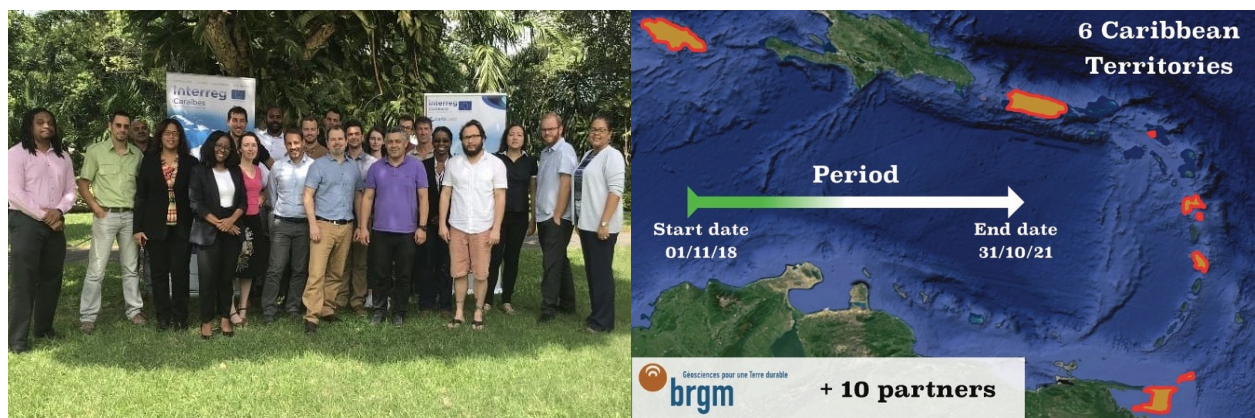 Interreg
Caraïbes
Interreg
6 Caribbean
Territories
Period
Start date
01/11/18
End date
31/10/21
Géosciences pour une Terre durable
brgm
+ 10 partners